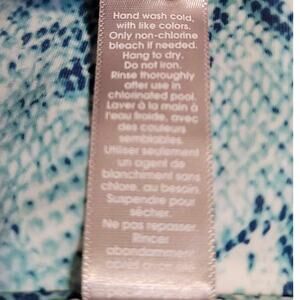 Hand wash cold,
with like colors.
Only non-chlorine
bleach if needed.
Hang to dry.
Do not iron.
Rinse thoroughly
after use in
chlorinated pool.
Laver à la main à
l'eau froide, avec
des couleurs
semblables.
Utiliser seulement
un agent de
blanchiment sans
chlore, au besoin.
Suspendre pour
sécher.
Ne pas repasser.
Rincer
abondamment
après